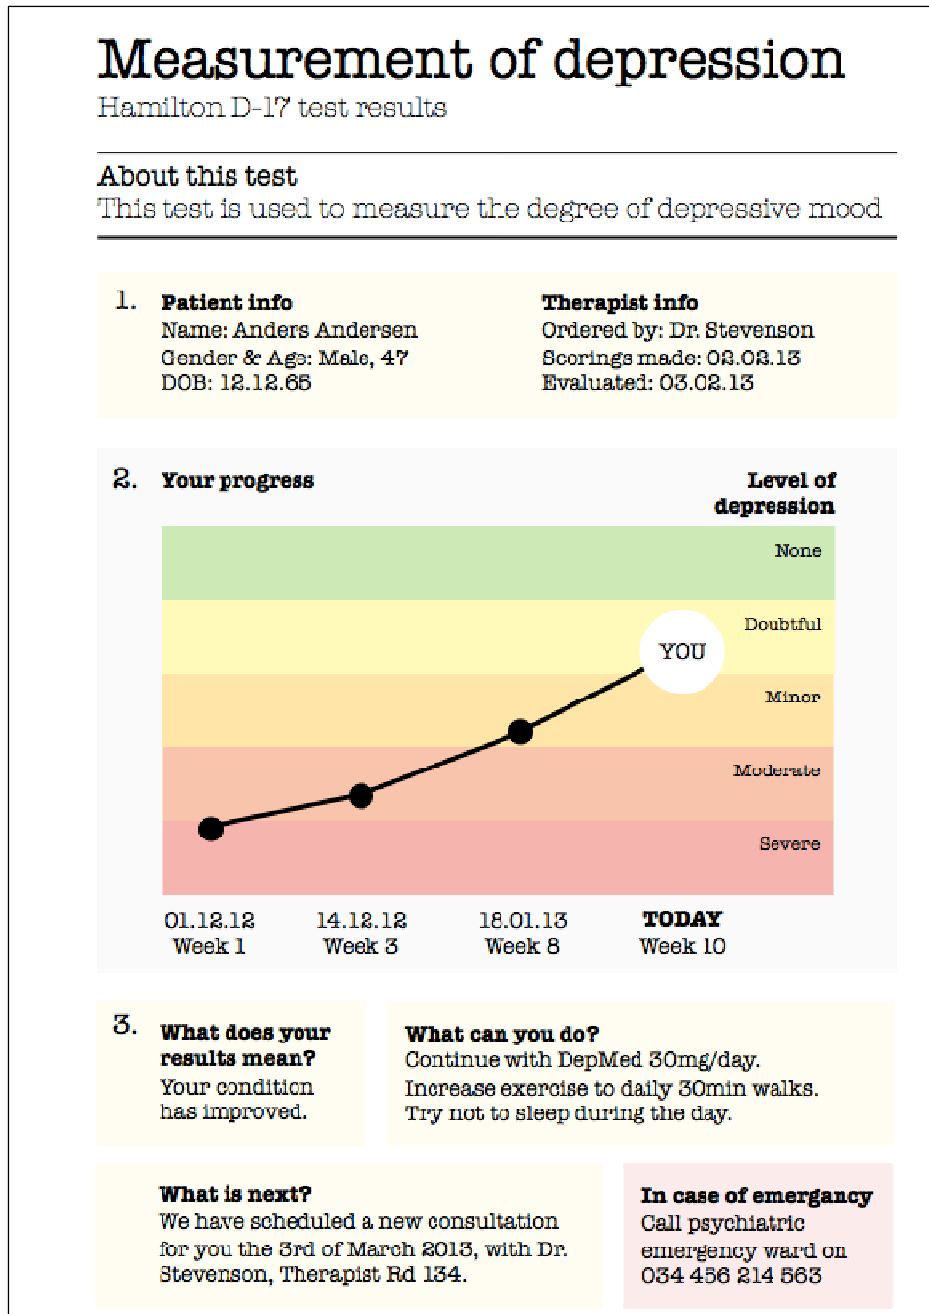 Measurement of depression
Hamilton D-17 test results
About this test
This test is used to measure the degree of depressive mood
1.
Patient info
Name: Anders Andersen
Gender & Age: Male, 47
DOB: 12.12.65
Therapist info
Ordered by: Dr. Stevenson
Scorings made: 02.02.13
Evaluated: 03.02.13
2.
Your progress
Level of
depression
None
Doubtful
YOU
Minor
Moderate
Severe
01.12.12
Week 1
14.12.12
Week 3
18.01.13
Week 8
TODAY
Week 10
3.
What does your
results mean?
Your condition
has improved.
What can you do?
Continue with DepMed 30mg/day.
Increase exercise to daily 30min walks.
Try not to sleep during the day.
What is next?
We have scheduled a new consultation
for you the 3rd of March 2013, with Dr.
Stevenson, Therapist Rd 134.
In case of emergancy
Call psychiatric
emergency ward on
034 456 214 563